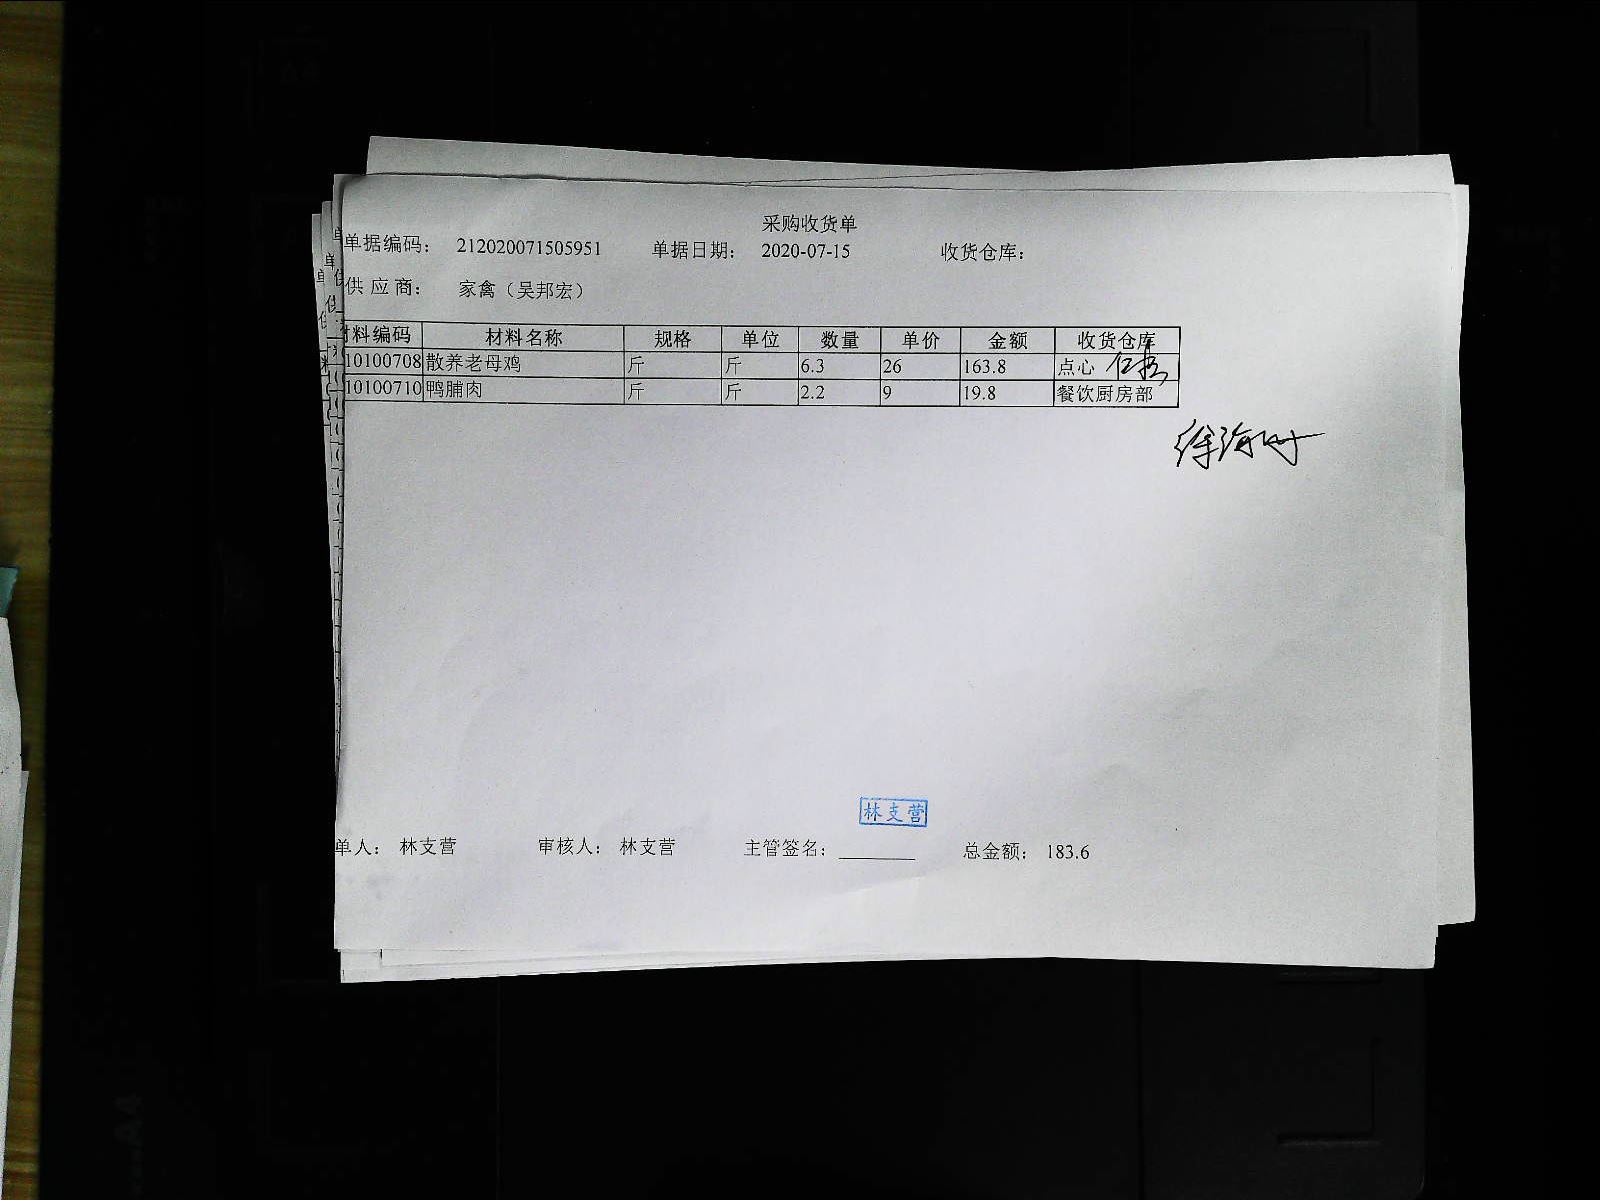 采购收货单
单据编码： 212020071505951 单据日期： 2020-07-15 收货仓库：
供 应 商： 家禽（吴邦宏）
材料编码 材料名称 规格 单位 数量 单价 金额 收货仓库
10100708 散养老母鸡 斤 斤 6.3 26 163.8 点心
10100710 鸭脯肉 斤 斤 2.2 9 19.8 餐饮厨房部
林支营
单人： 林支营 审核人： 林支营 主管签名： 总金额： 183.6